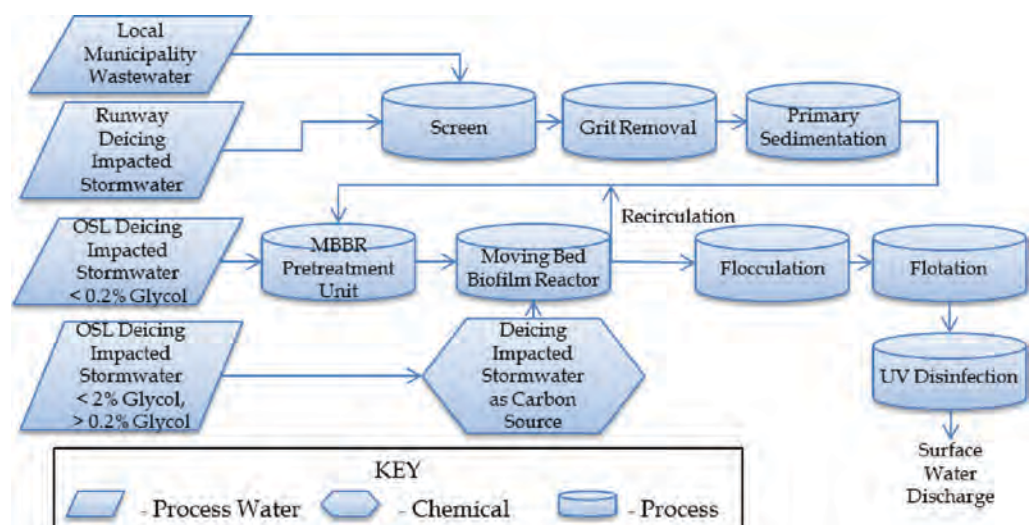 Local
Municipality
Wastewater
Runway
Deicing
Impacted
Stormwater
Screen
Grit Removal
Primary
Sedimentation
Recirculation
OSL Deicing
Impacted
Stormwater
< 0.2% Glycol
MBBR
Pretreatment
Unit
Moving Bed
Biofilm Reactor
Flocculation
Flotation
OSL Deicing
Impacted
Stormwater
< 2% Glycol,
> 0.2% Glycol
Deicing
Impacted
Stormwater
as Carbon
Source
UV Disinfection
Surface
Water
Discharge
KEY
- Process Water
- Chemical
- Process